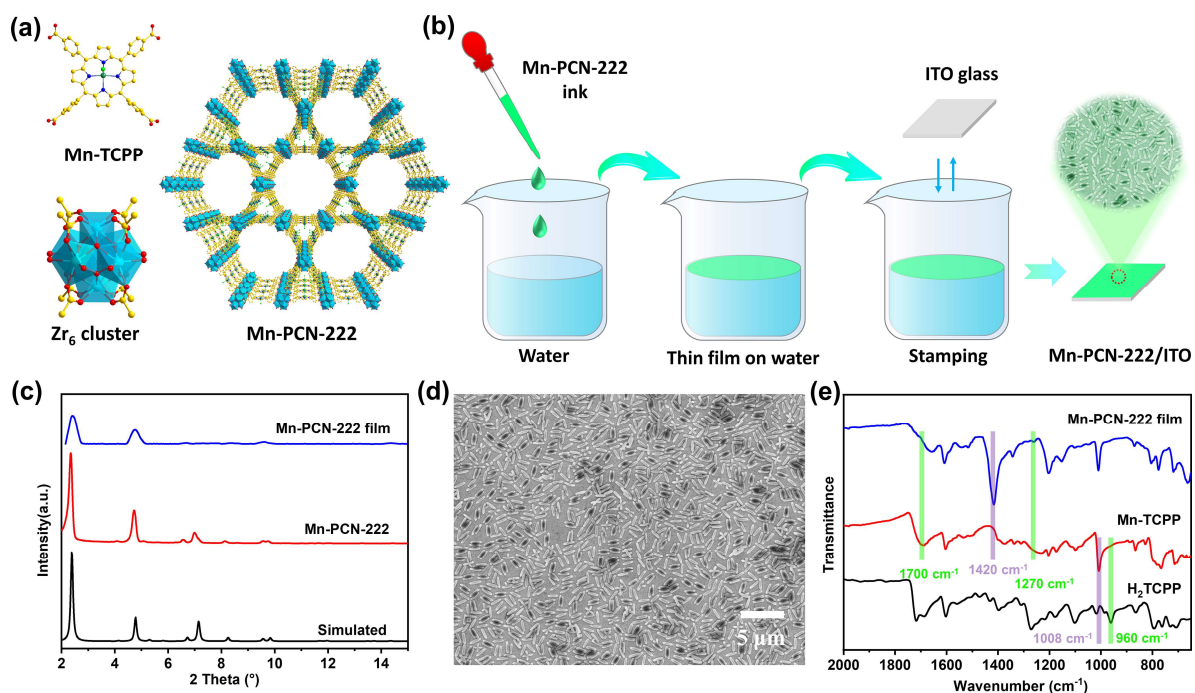 (a)
Mn-TCPP
Zr6 cluster
Mn-PCN-222
(b)
Mn-PCN-222
ink
ITO glass
Water
Thin film on water
Stamping
Mn-PCN-222/ITO
(c)
Mn-PCN-222 film
Mn-PCN-222
Simulated
Intensity(a.u.)
2 4 6 8 10 12 14
2 Theta (°)
(d)
5 μm
(e)
Mn-PCN-222 film
Mn-TCPP
H2TCPP
1700 cm-1
1420 cm-1
1270 cm-1
1008 cm-1
960 cm-1
Transmittance
2000 1800 1600 1400 1200 1000 800
Wavenumber (cm-1)